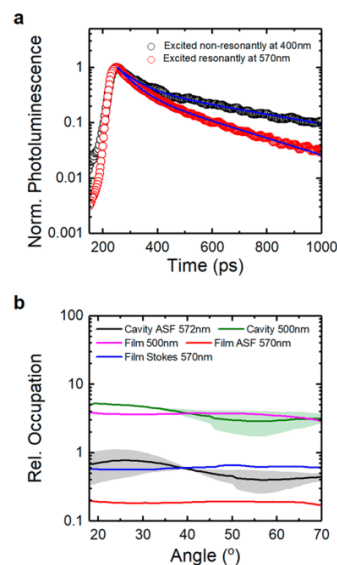 a
Excited non-resonantly at 400nm
Excited resonantly at 570nm
Norm. Photoluminescence
1
0.1
0.01
0.001
200 400 600 800 1000
Time (ps)
b
Cavity ASF 572nm Cavity 500nm
Film 500nm Film ASF 570nm
Film Stokes 570nm
Rel. Occupation
100
10
1
0.1
20 30 40 50 60 70
Angle (°)